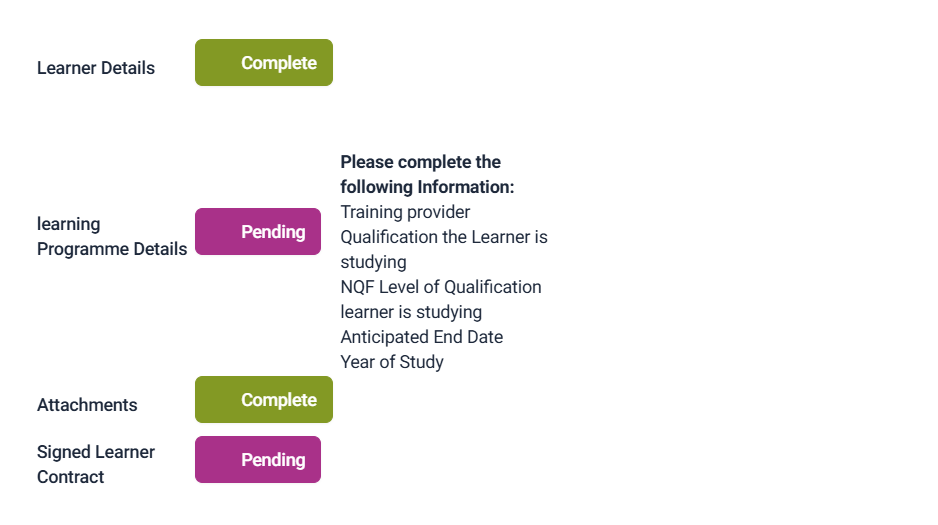 Learner Details
Complete
learning
Programme Details
Pending
Please complete the
following Information:
Training provider
Qualification the Learner is
studying
NQF Level of Qualification
learner is studying
Anticipated End Date
Year of Study
Attachments
Complete
Signed Learner
Contract
Pending